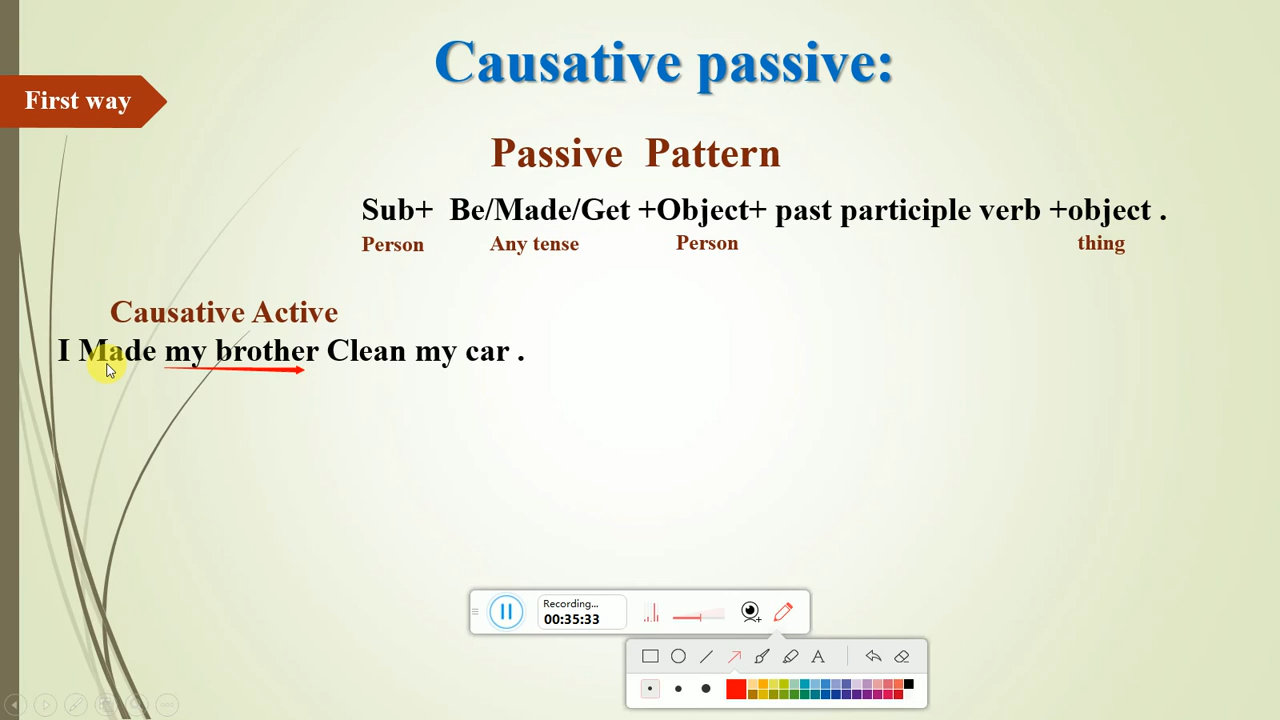 Causative passive:
First way
Passive Pattern
Sub+ Be/Made/Get +Object+ past participle verb +object .
Person Any tense Person thing
Causative Active
I Made my brother Clean my car .
Recording...
00:35:33
A